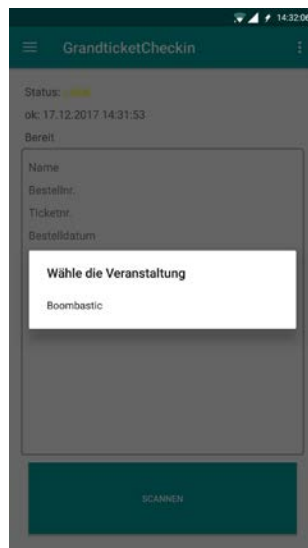 14:32:06
GrandticketCheckin
Status:
ok: 17.12.2017 14:31:53
Bereit
Name
Bestellnr.
Ticketnr.
Bestelldatum
Wähle die Veranstaltung
Boombastic
SCANNEN